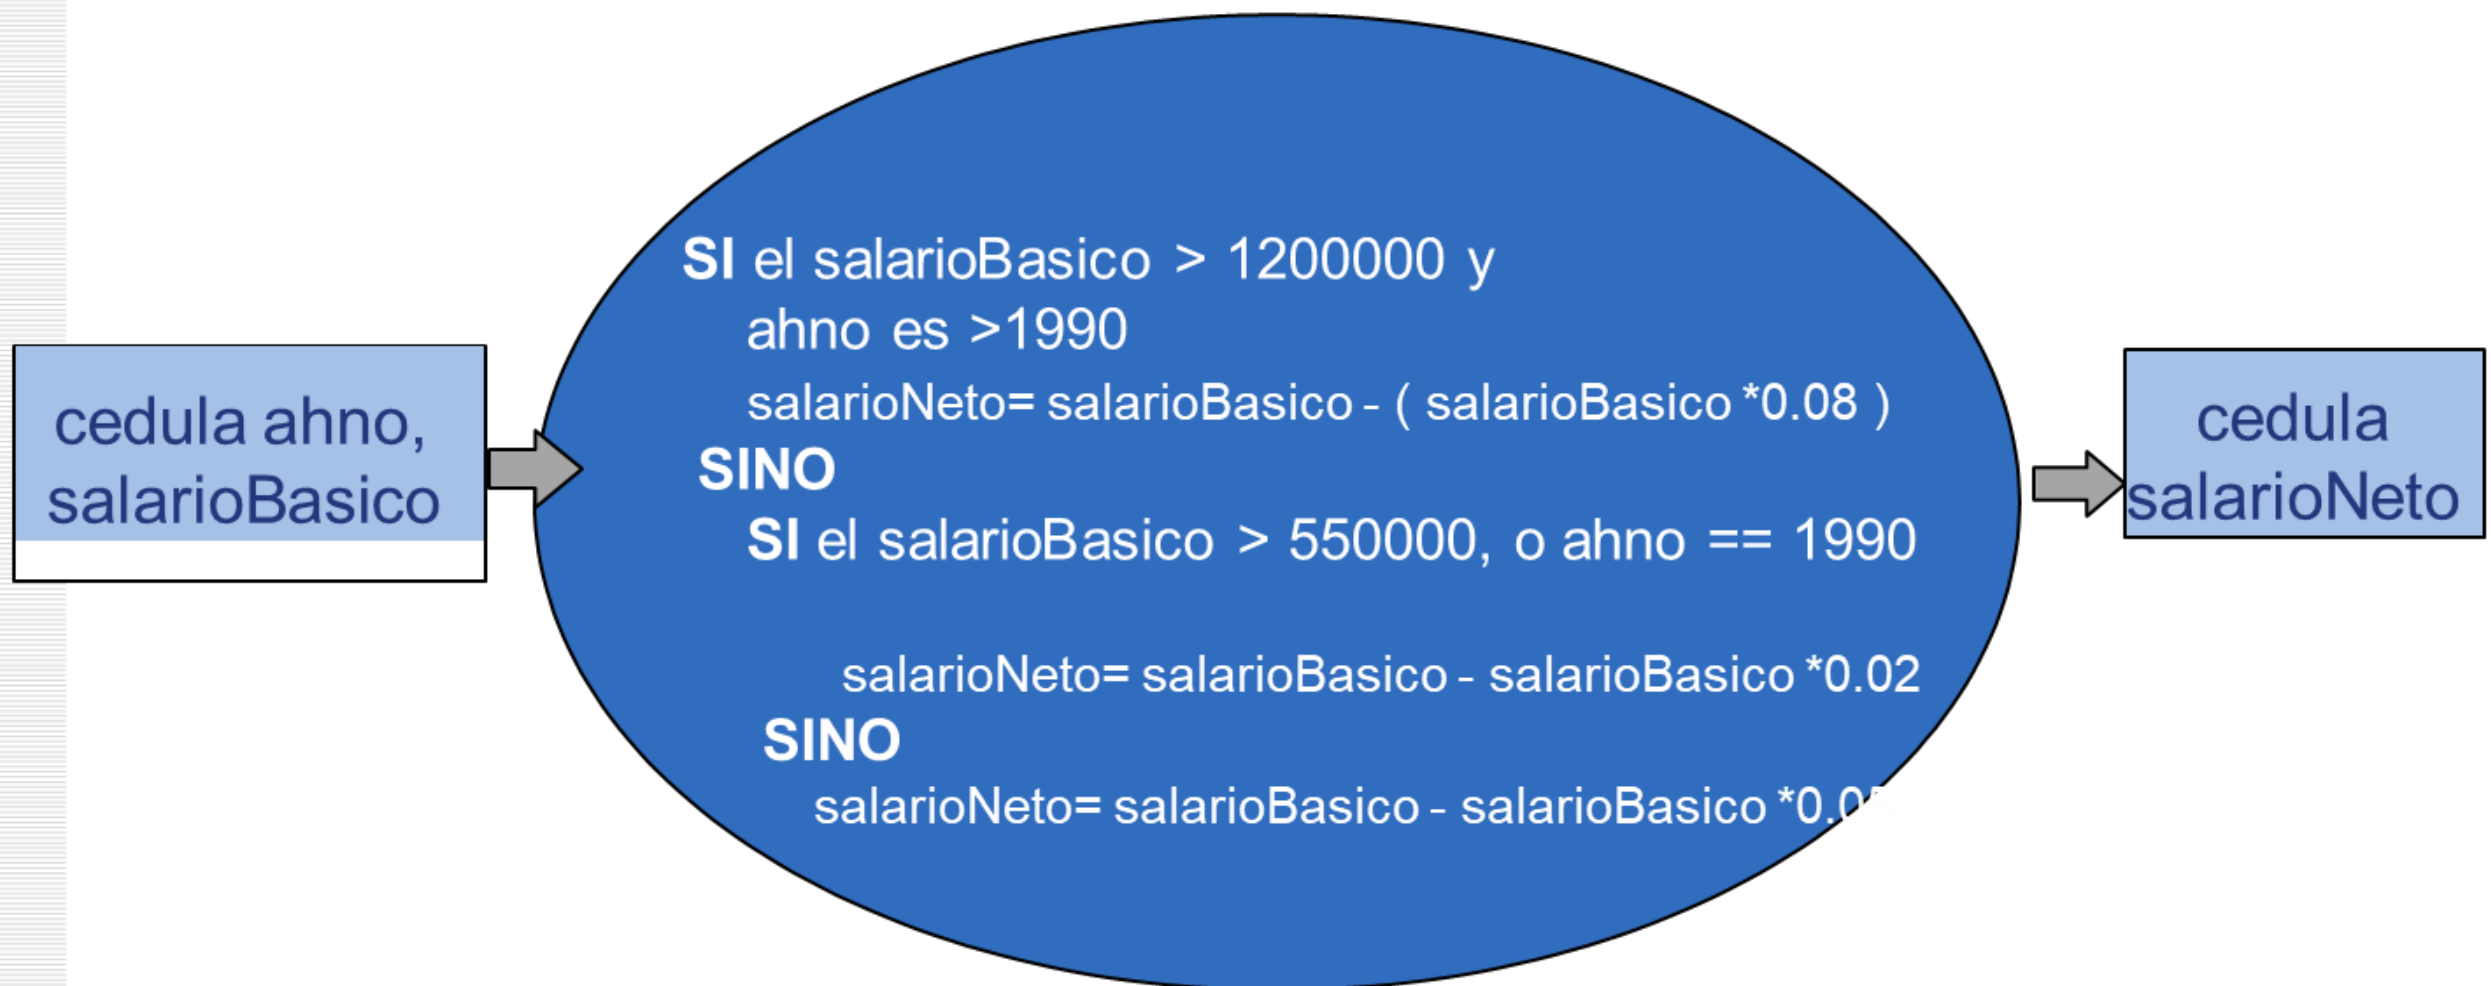 cedula ahno,
salarioBasico
SI el salarioBasico > 1200000 y
ahno es >1990
salarioNeto= salarioBasico - ( salarioBasico *0.08 )
SINO
SI el salarioBasico > 550000, o ahno == 1990
salarioNeto= salarioBasico - salarioBasico *0.02
SINO
salarioNeto= salarioBasico - salarioBasico
cedula
salarioNeto